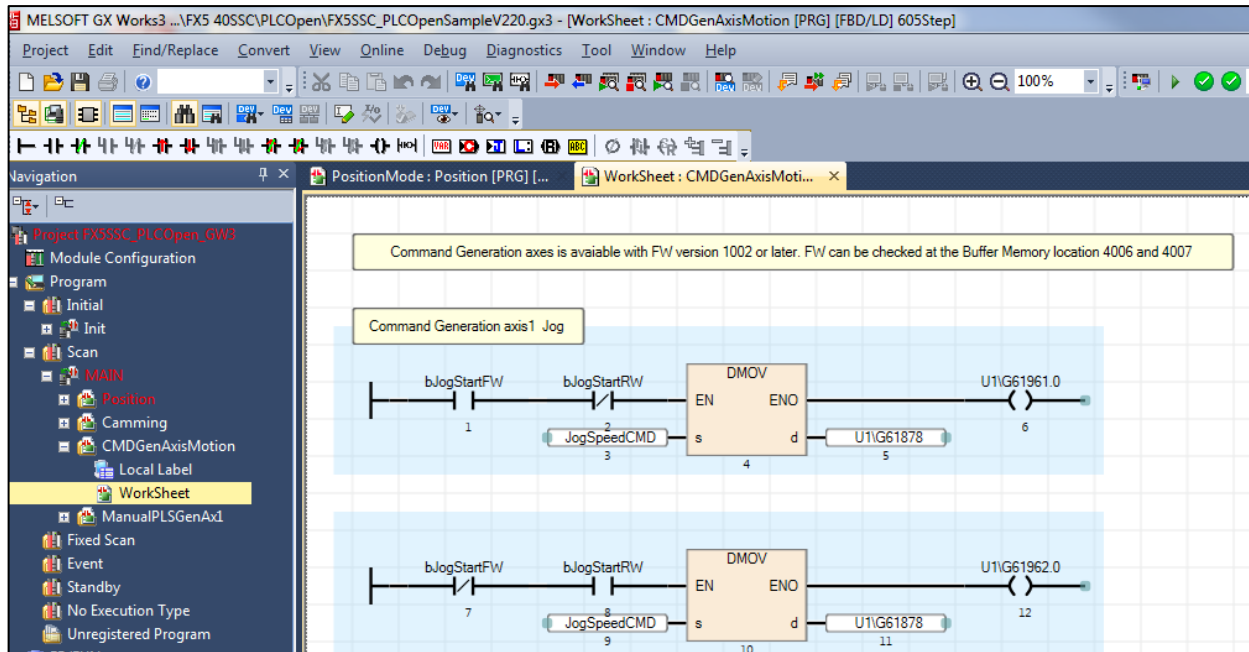 MELSOFT GX Works3 ...\FX5 40SSC\PLCOpen\FX5SSC_PLCOpenSampleV220.gx3 - [WorkSheet : CMDGenAxisMotion [PRG] [FBD/LD] 605Step]
Project Edit Find/Replace Convert View Online Debug Diagnostics Tool Window Help
100%
Navigation
PositionMode : Position [PRG] [...
WorkSheet : CMDGenAxisMoti...
Project FX5SSC_PLCOpen_GW3
Module Configuration
Program
Initial
Init
Scan
MAIN
Position
Camming
CMDGenAxisMotion
Local Label
WorkSheet
ManualPLSGenAx1
Fixed Scan
Event
Standby
No Execution Type
Unregistered Program
Command Generation axes is avaiable with FW version 1002 or later. FW can be checked at the Buffer Memory location 4006 and 4007
Command Generation axis1 Jog
bJogStartFW bJogStartRW DMOV U1\G61961.0
EN ENO
1 2 6
JogSpeedCMD s d U1\G61878
3 4 5
bJogStartFW bJogStartRW DMOV U1\G61962.0
EN ENO
7 8 12
JogSpeedCMD s d U1\G61878
9 10 11